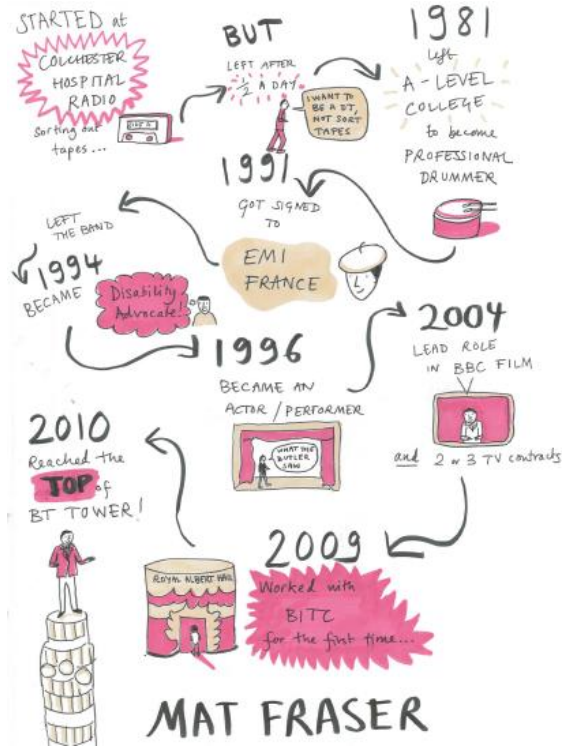 STARTED at
COLCHESTER
HOSPITAL
RADIO
Sorting out
tapes...
SIDE A
BUT
LEFT AFTER
1/2 A DAY
I WANT TO
BE A DJ,
NOT SORT
TAPES
1981
left
A-LEVEL
COLLEGE
to become
PROFESSIONAL
DRUMMER
1991
GOT SIGNED
TO
EMI
FRANCE
LEFT
THE BAND
1994
BECAME
Disability
Advocate!
1996
BECAME AN
ACTOR / PERFORMER
WHAT THE
BUTLER
SAW
2004
LEAD ROLE
IN BBC FILM
and 2 or 3 TV contracts
2009
Worked with
BITC
for the first time...
ROYAL ALBERT HALL
2010
Reached the
TOP of
BT TOWER!
MAT FRASER